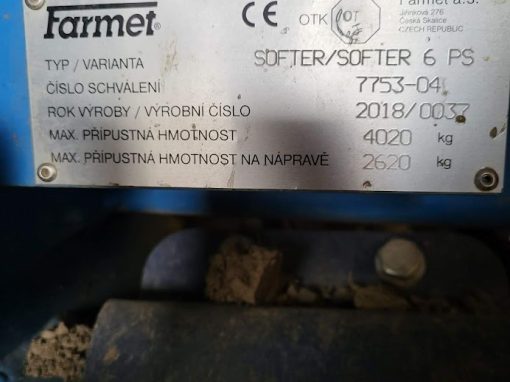 Farmet®
CE
OTK
Farmet a.s.
Jiřinková 276
Česká Skalice
CZECH REPUBLIC
TYP / VARIANTA SOFTER/SOFTER 6 PS
ČÍSLO SCHVÁLENÍ 7753-04
ROK VÝROBY / VÝROBNÍ ČÍSLO 2018/0037
MAX. PŘÍPUSTNÁ HMOTNOST 4020 kg
MAX. PŘÍPUSTNÁ HMOTNOST NA NÁPRAVĚ 2620 kg